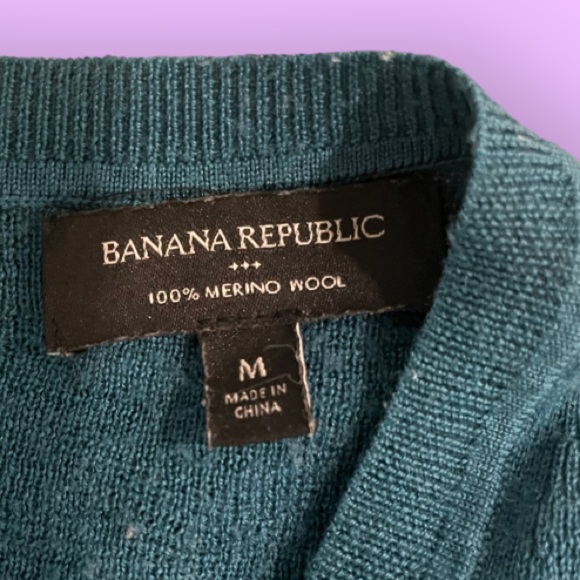 BANANA REPUBLIC
100% MERINO WOOL
M
MADE IN
CHINA